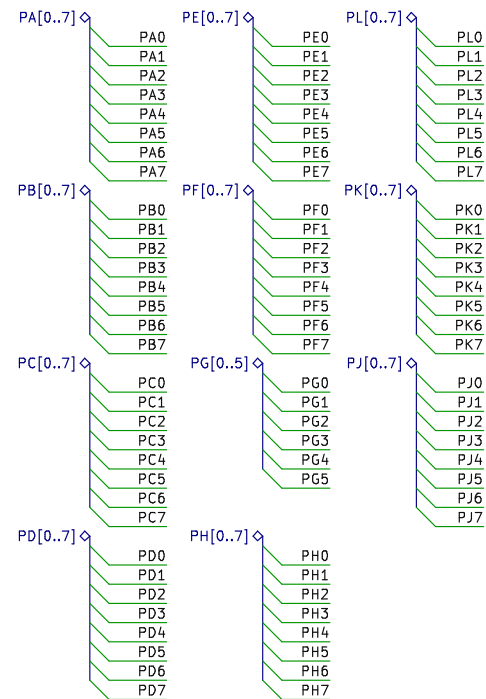 PA[0..7]
PA0
PA1
PA2
PA3
PA4
PA5
PA6
PA7
PB[0..7]
PB0
PB1
PB2
PB3
PB4
PB5
PB6
PB7
PC[0..7]
PC0
PC1
PC2
PC3
PC4
PC5
PC6
PC7
PD[0..7]
PD0
PD1
PD2
PD3
PD4
PD5
PD6
PD7
PE[0..7]
PE0
PE1
PE2
PE3
PE4
PE5
PE6
PE7
PF[0..7]
PF0
PF1
PF2
PF3
PF4
PF5
PF6
PF7
PG[0..5]
PG0
PG1
PG2
PG3
PG4
PG5
PH[0..7]
PH0
PH1
PH2
PH3
PH4
PH5
PH6
PH7
PL[0..7]
PL0
PL1
PL2
PL3
PL4
PL5
PL6
PL7
PK[0..7]
PK0
PK1
PK2
PK3
PK4
PK5
PK6
PK7
PJ[0..7]
PJ0
PJ1
PJ2
PJ3
PJ4
PJ5
PJ6
PJ7